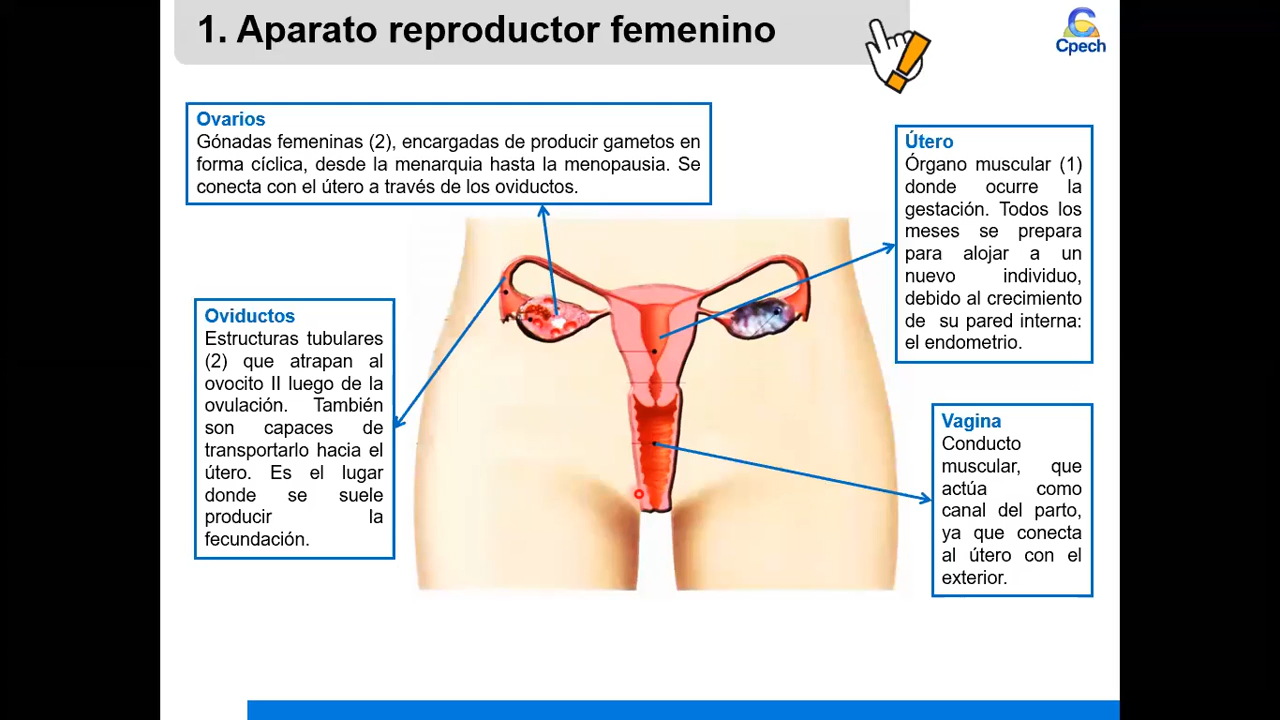 1. Aparato reproductor femenino
Cpech
Ovarios
Gónadas femeninas (2), encargadas de producir gametos en
forma cíclica, desde la menarquia hasta la menopausia. Se
conecta con el útero a través de los oviductos.
Útero
Órgano muscular (1)
donde ocurre la
gestación. Todos los
meses se prepara
para alojar a un
nuevo individuo,
debido al crecimiento
de su pared interna:
el endometrio.
Oviductos
Estructuras tubulares
(2) que atrapan al
ovocito II luego de la
ovulación. También
son capaces de
transportarlo hacia el
útero. Es el lugar
donde se suele
producir la
fecundación.
Vagina
Conducto
muscular, que
actúa como
canal del parto,
ya que conecta
al útero con el
exterior.